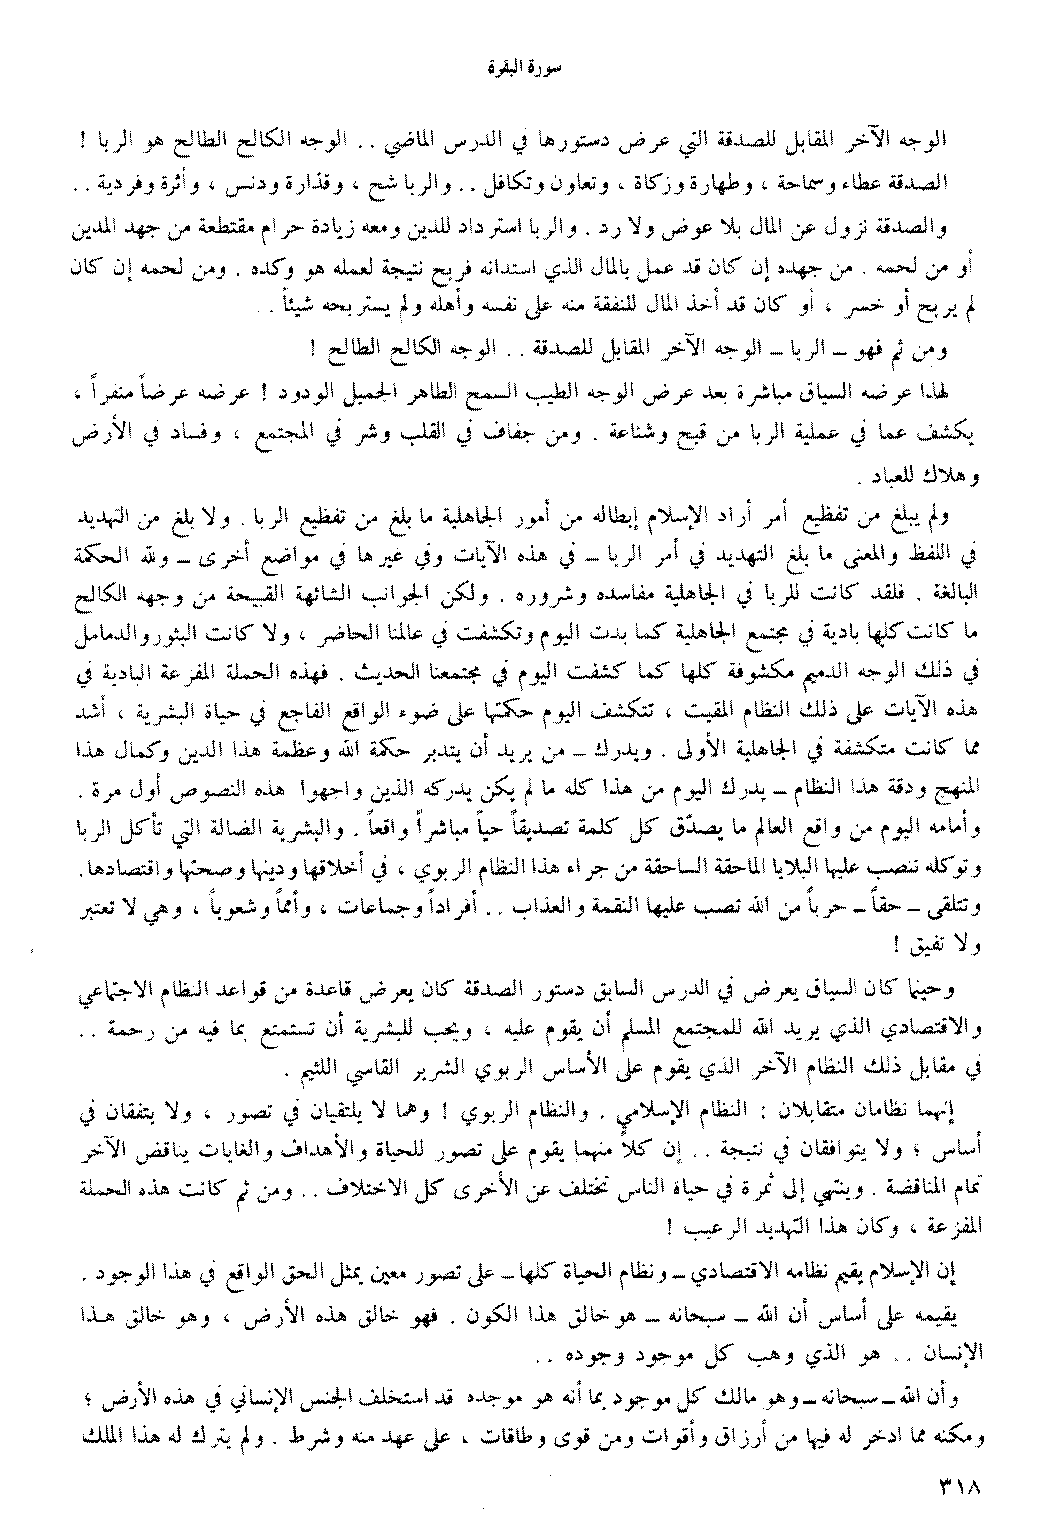 سورة البقرة
الوجه الآخر المقابل للصدقة التي عرض دستورها في الدرس الماضي .. الوجه الكالح الطالح هو الربا !
الصدقة عطاء وسماحة ، وطهارة وزكاة ، وتعاون وتكافل .. والربا شح ، وقذارة ودنس ، وأثرة وفردية ..
والصدقة نزول عن المال بلا عوض ولا رد . والربا استرداد للدين ومعه زيادة حرام مقتطعة من جهد المدين
أو من لحمه . من جهده إن كان قد عمل بالمال الذي استدانه فربح نتيجة لعمله هو وكده . ومن لحمه إن كان
لم يربح أو خسر ، أو كان قد أخذ المال للنفقة منه على نفسه وأهله ولم يستربحه شيئاً ..
ومن ثم فهو – الربا – الوجه الآخر المقابل للصدقة .. الوجه الكالح الطالح !
لهذا عرضه السياق مباشرة بعد عرض الوجه الطيب السمح الطاهر الجميل الودود ! عرضه عرضاً منفراً ،
يكشف عما في عملية الربا من قبح وشناعة . ومن جفاف في القلب وشر في المجتمع ، وفساد في الأرض
وهلاك للعباد .
ولم يبلغ من تفظيع أمر أراد الإسلام إبطاله من أمور الجاهلية ما بلغ من تفظيع الربا . ولا بلغ من التهديد
في اللفظ والمعنى ما بلغ التهديد في أمر الربا – في هذه الآيات وفي غيرها في مواضع أخرى – ولله الحكمة
البالغة . فلقد كانت للربا في الجاهلية مفاسده وشروره . ولكن الجوانب الشائهة القبيحة من وجهه الكالح
ما كانت كلها بادية في مجتمع الجاهلية كما بدت اليوم وتكشفت في عالمنا الحاضر ، ولا كانت البثور والدمامل
في ذلك الوجه الدميم مكشوفة كلها كما كشفت اليوم في مجتمعنا الحديث . فهذه الحملة المفزعة البادية في
هذه الآيات على ذلك النظام المقيت ، تتكشف اليوم حكمتها على ضوء الواقع الفاجع في حياة البشرية ، أشد
مما كانت متكشفة في الجاهلية الأولى . ويدرك – من يريد أن يتدبر حكمة الله وعظمة هذا الدين وكمال هذا
المنهج ودقة هذا النظام – يدرك اليوم من هذا كله ما لم يكن يدركه الذين واجهوا هذه النصوص أول مرة .
وأمامه اليوم من واقع العالم ما يصدّق كل كلمة تصديقاً حياً مباشراً واقعاً . والبشرية الضالة التي تأكل الربا
وتوكله تنصب عليها البلايا الماحقة الساحقة من جراء هذا النظام الربوي ، في أخلاقها ودينها وصحتها واقتصادها .
وتتلقى – حقاً – حرباً من الله تصب عليها النقمة والعذاب .. أفراداً وجماعات ، وأمماً وشعوباً ، وهي لا تعتبر
ولا تفيق !
وحينما كان السياق يعرض في الدرس السابق دستور الصدقة كان يعرض قاعدة من قواعد النظام الاجتماعي
والاقتصادي الذي يريد الله للمجتمع المسلم أن يقوم عليه ، ويحب للبشرية أن تستمتع بما فيه من رحمة ..
في مقابل ذلك النظام الآخر الذي يقوم على الأساس الربوي الشرير القاسي اللئيم .
إنهما نظامان متقابلان : النظام الإسلامي . والنظام الربوي ! وهما لا يلتقيان في تصور ، ولا يتفقان في
أساس ؛ ولا يتوافقان في نتيجة .. إن كلاً منهما يقوم على تصور للحياة والأهداف والغايات يناقض الآخر
تمام المناقضة . وينتهي إلى ثمرة في حياة الناس تختلف عن الأخرى كل الاختلاف .. ومن ثم كانت هذه الحملة
المفزعة ، وكان هذا التهديد الرعيب !
إن الإسلام يقيم نظامه الاقتصادي – ونظام الحياة كلها – على تصور معين يمثل الحق الواقع في هذا الوجود .
يقيمه على أساس أن الله – سبحانه – هو خالق هذا الكون . فهو خالق هذه الأرض ، وهو خالق هذا
الإنسان .. هو الذي وهب كل موجود وجوده ..
وأن الله – سبحانه – وهو مالك كل موجود بما أنه هو موجده قد استخلف الجنس الإنساني في هذه الأرض ؛
ومكنه مما ادخر له فيها من أرزاق وأقوات ومن قوى وطاقات ، على عهد منه وشرط . ولم يترك له هذا الملك
٣١٨